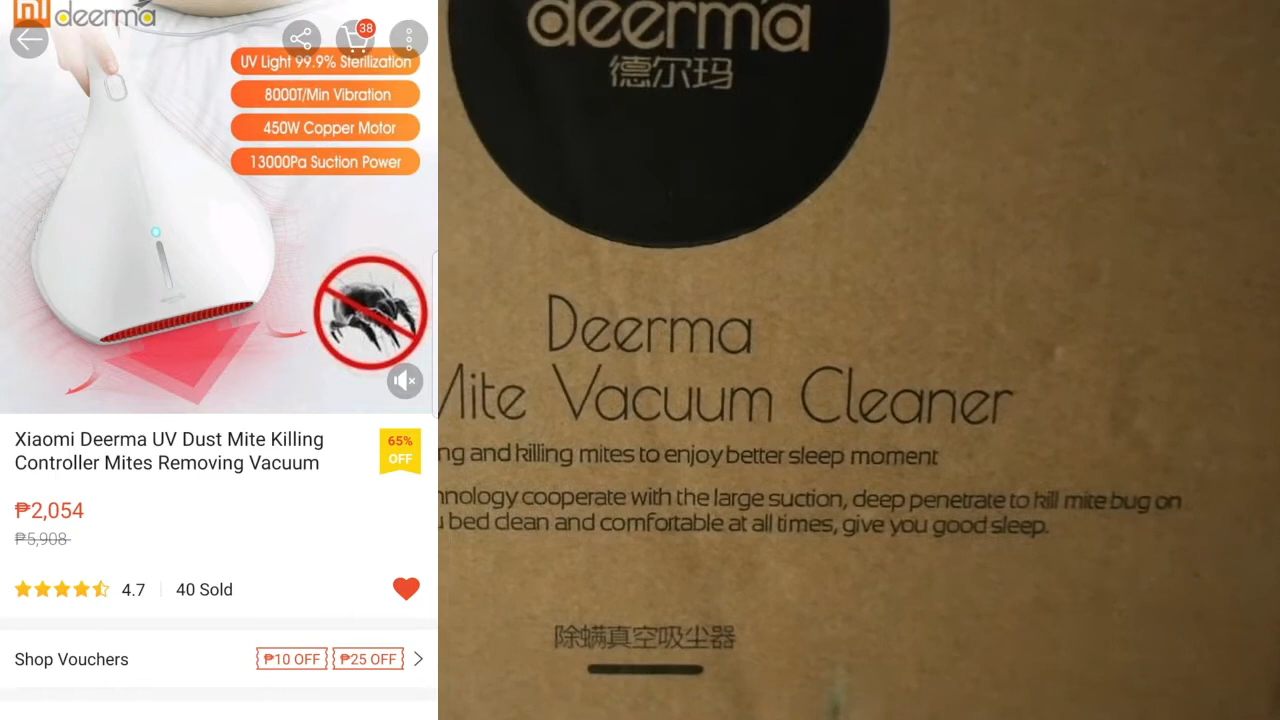 deerma
38
UV Light 99.9% Sterilization
8000T/Min Vibration
450W Copper Motor
13000Pa Suction Power
Xiaomi Deerma UV Dust Mite Killing
Controller Mites Removing Vacuum
65%
OFF
₱2,054
₱5,908
4.7
40 Sold
Shop Vouchers
₱10 OFF
₱25 OFF
deerma
德尔玛
Deerma
Mite Vacuum Cleaner
and killing mites to enjoy better sleep moment
cooperate with the large suction, deep penetrate to kill mite bug on
bed clean and comfortable at all times, give you good sleep.
除螨真空吸尘器